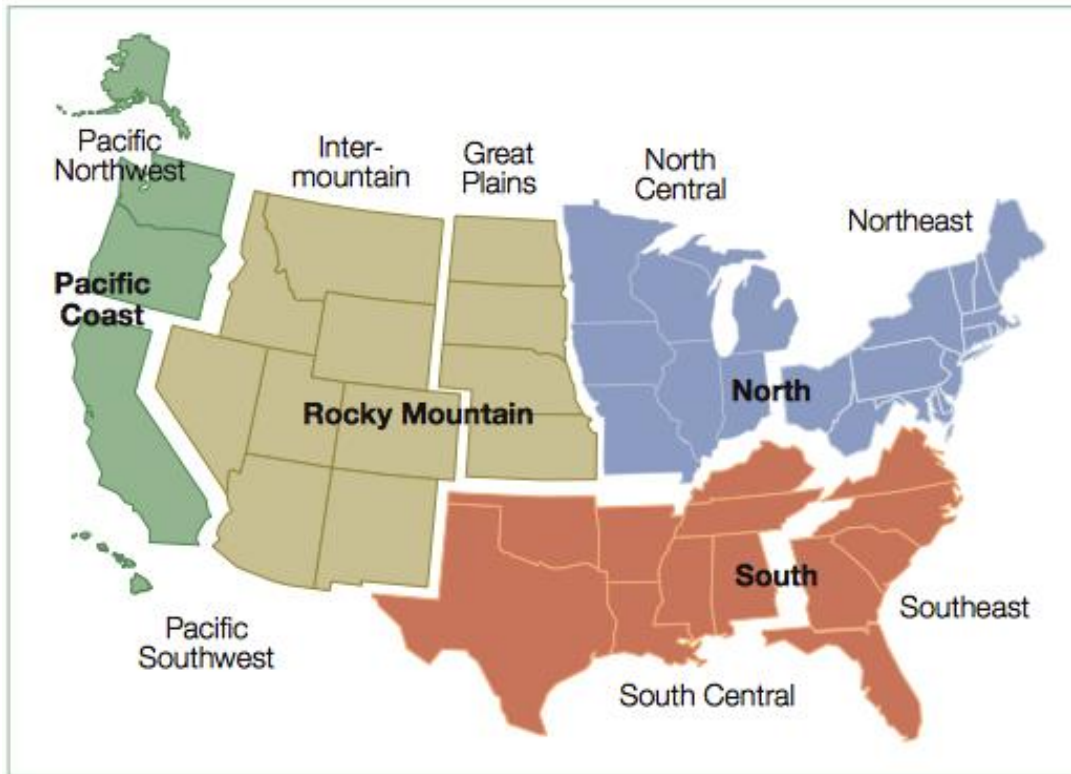 Pacific
Northwest
Inter-
mountain
Great
Plains
North
Central
Northeast
Pacific
Coast
Rocky Mountain
North
South
Southeast
Pacific
Southwest
South Central